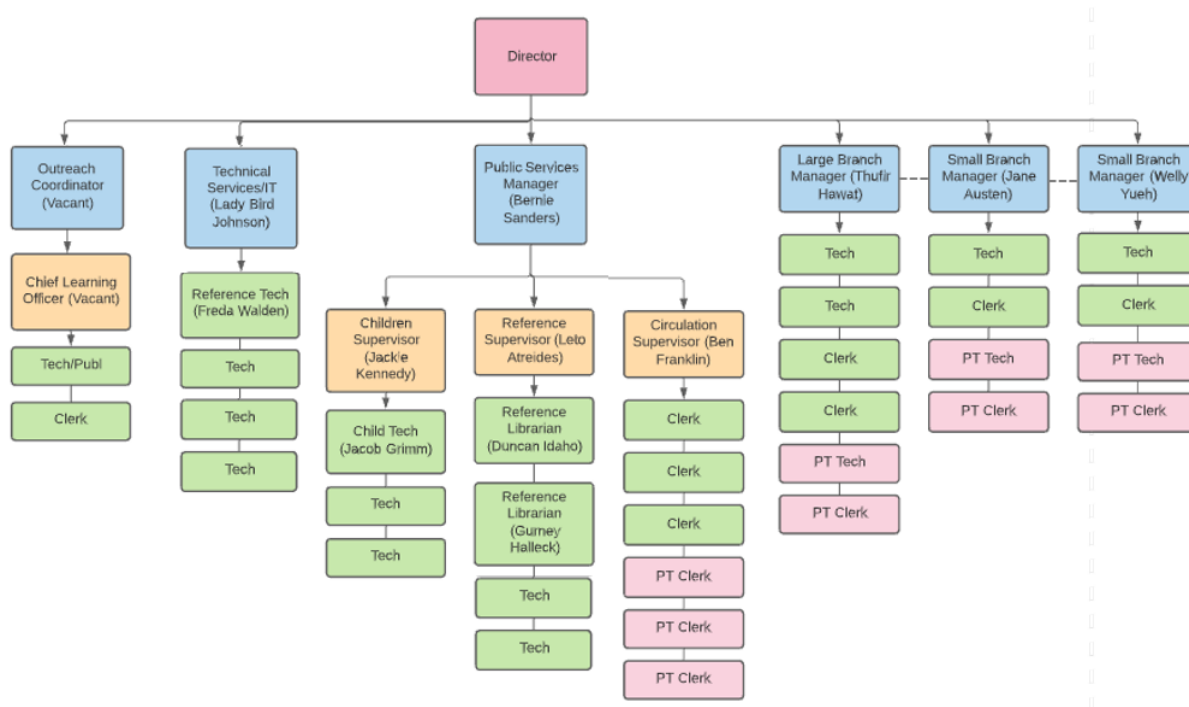 Director
Outreach
Coordinator
(Vacant)
Chief Learning
Officer (Vacant)
Tech/Publ
Clerk
Technical
Services/IT
(Lady Bird
Johnson)
Reference Tech
(Freda Walden)
Tech
Tech
Tech
Public Services
Manager
(Bernie
Sanders)
Children
Supervisor
(Jackie
Kennedy)
Child Tech
(Jacob Grimm)
Tech
Tech
Reference
Supervisor (Leto
Atreides)
Reference
Librarian
(Duncan Idaho)
Reference
Librarian
(Gurney
Halleck)
Tech
Tech
Circulation
Supervisor (Ben
Franklin)
Clerk
Clerk
Clerk
PT Clerk
PT Clerk
PT Clerk
Large Branch
Manager (Thufir
Hawat)
Tech
Tech
Clerk
Clerk
PT Tech
PT Clerk
Small Branch
Manager (Jane
Austen)
Tech
Clerk
PT Tech
PT Clerk
Small Branch
Manager (Welly
Yueh)
Tech
Clerk
PT Tech
PT Clerk